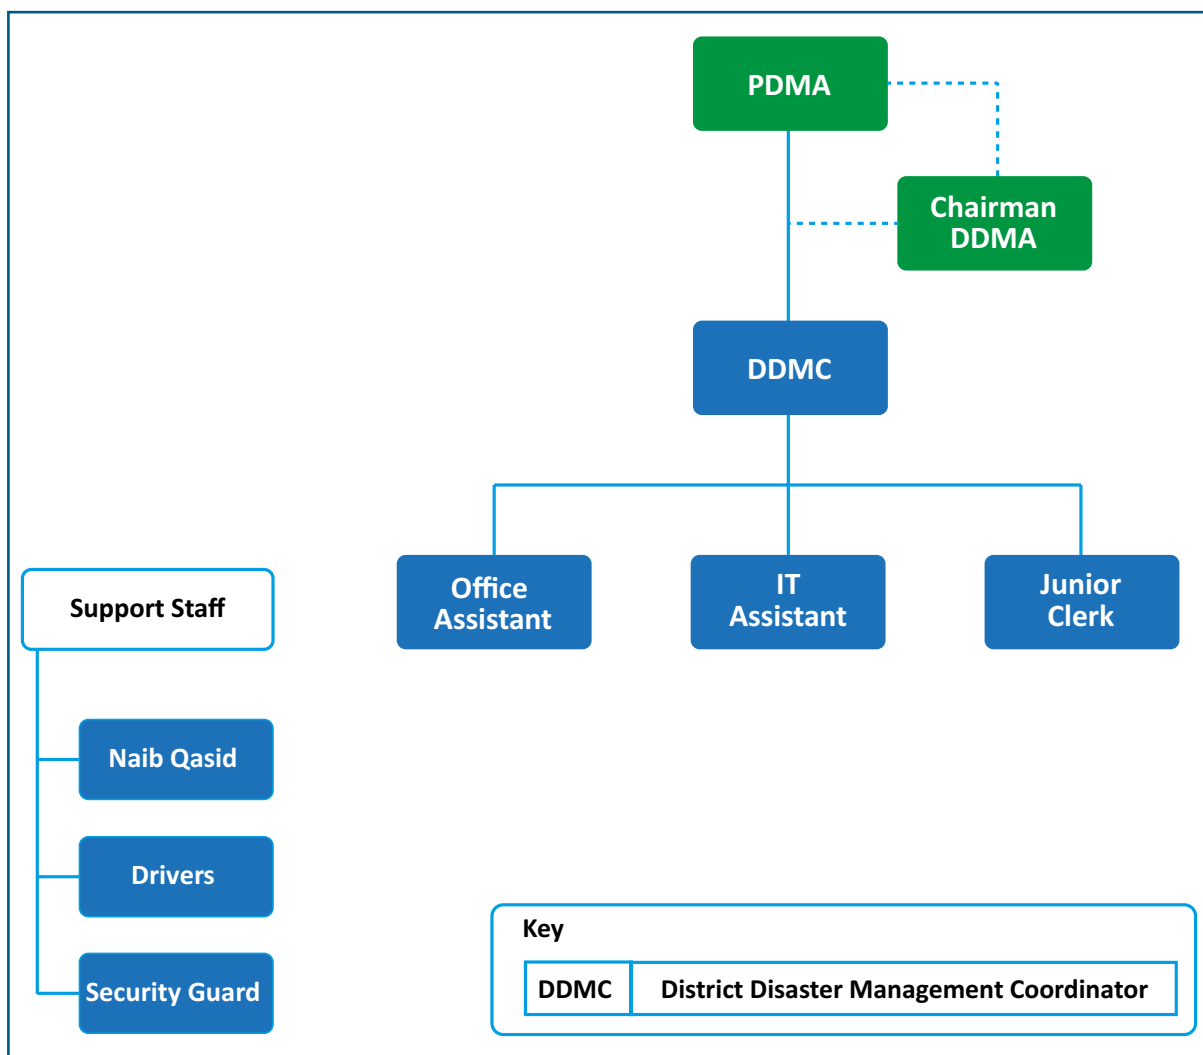 PDMA
Chairman
DDMA
DDMC
Office
Assistant
IT
Assistant
Junior
Clerk
Support Staff
Naib Qasid
Drivers
Security Guard
Key
DDMC District Disaster Management Coordinator